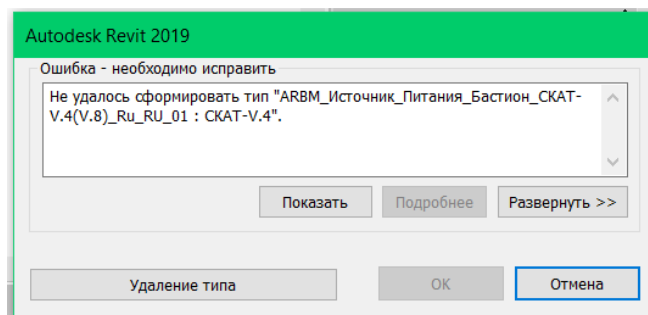 Autodesk Revit 2019
Ошибка - необходимо исправить
Не удалось сформировать тип "ARBM_Источник_Питания_Бастион_СКАТ-
V.4(V.8)_Ru_RU_01 : СКАТ-V.4".
Показать
Подробнее
Развернуть >>
Удаление типа
ОК
Отмена